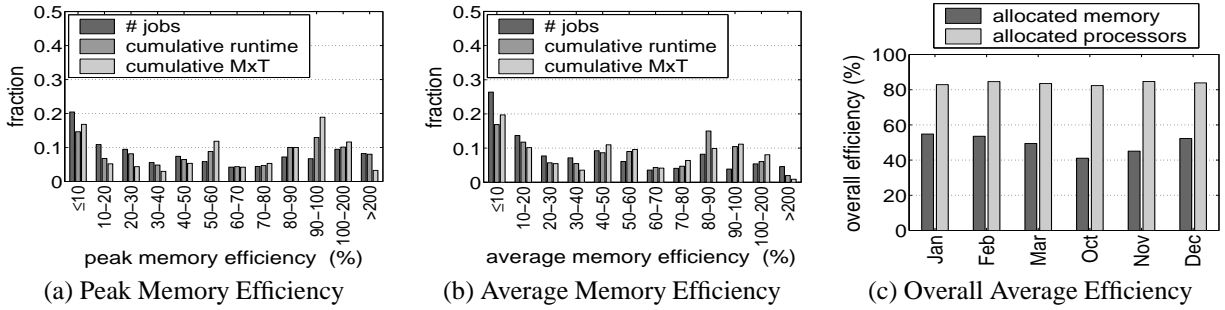 0.5
0.4
0.3
0.2
0.1
0
fraction
# jobs
cumulative runtime
cumulative MxT
≤10
10−20
20−30
30−40
40−50
50−60
60−70
70−80
80−90
90−100
100−200
>200
peak memory efficiency (%)
(a) Peak Memory Efficiency
0.5
0.4
0.3
0.2
0.1
0
fraction
# jobs
cumulative runtime
cumulative MxT
≤10
10−20
20−30
30−40
40−50
50−60
60−70
70−80
80−90
90−100
100−200
>200
average memory efficiency (%)
(b) Average Memory Efficiency
allocated memory
allocated processors
100
80
60
40
20
0
overall efficiency (%)
Jan
Feb
Mar
Oct
Nov
Dec
(c) Overall Average Efficiency